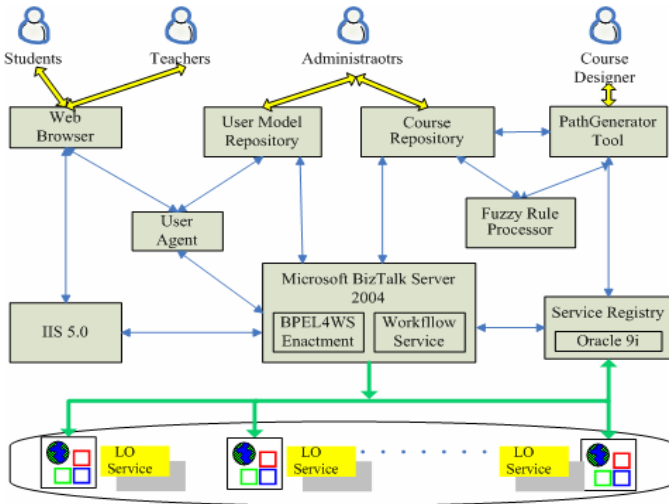 Students
Teachers
Administraotrs
Course
Designer
Web
Browser
User Model
Repository
Course
Repository
PathGenerator
Tool
User
Agent
Fuzzy Rule
Processor
IIS 5.0
Microsoft BizTalk Server
2004
BPEL4WS
Enactment
Workfllow
Service
Service Registry
Oracle 9i
LO
Service
LO
Service
LO
Service